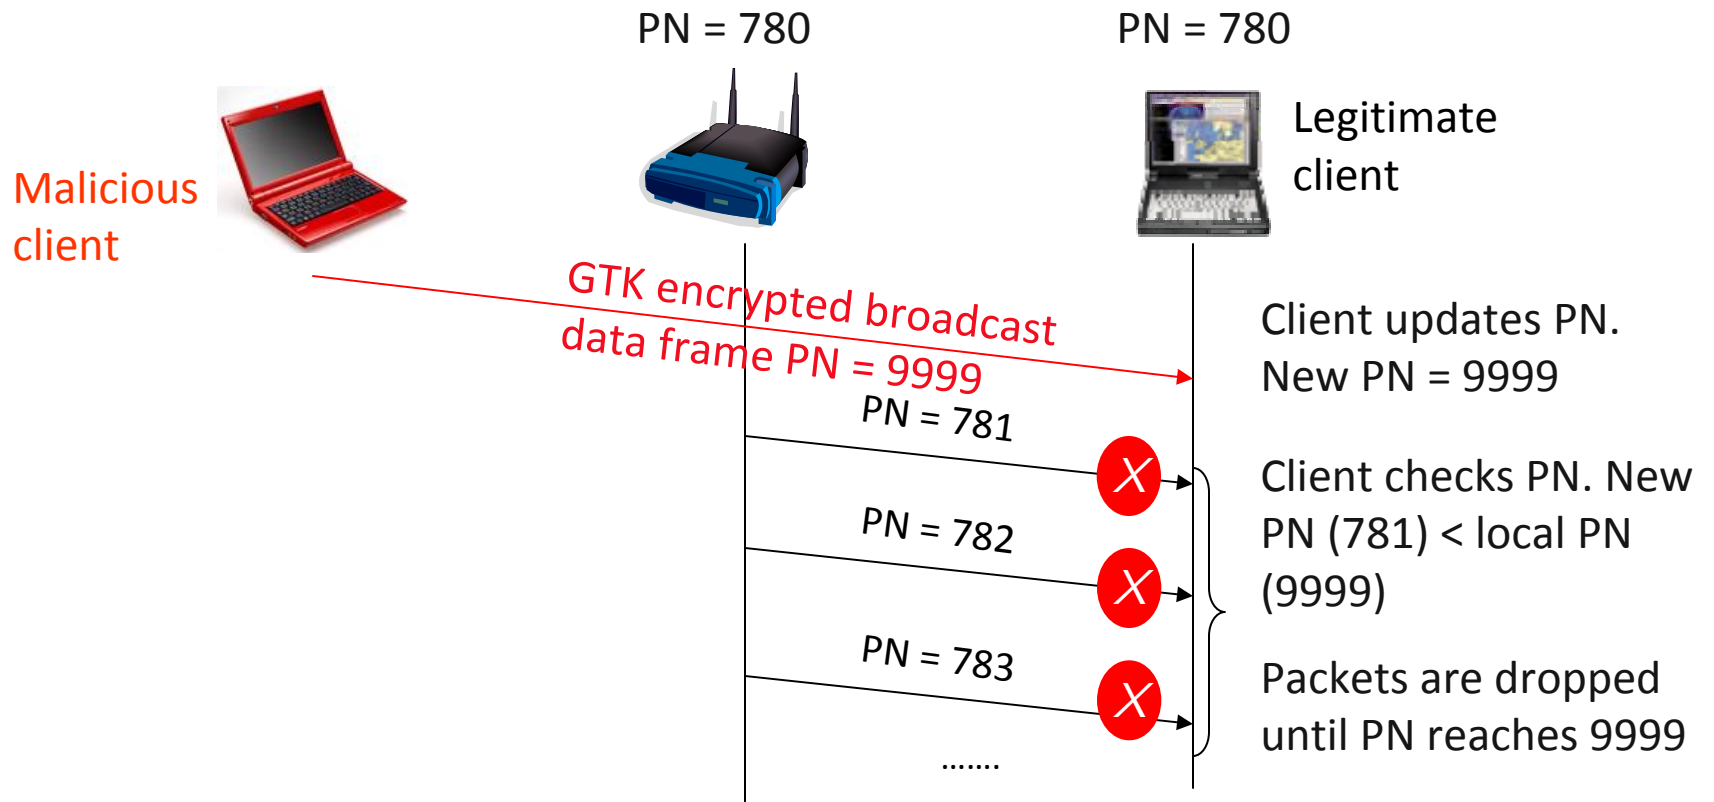 PN = 780
PN = 780
Legitimate
client
Malicious
client
GTK encrypted broadcast
data frame PN = 9999
Client updates PN.
New PN = 9999
PN = 781
X
Client checks PN. New
PN (781) < local PN
(9999)
PN = 782
X
PN = 783
X
Packets are dropped
until PN reaches 9999
.......